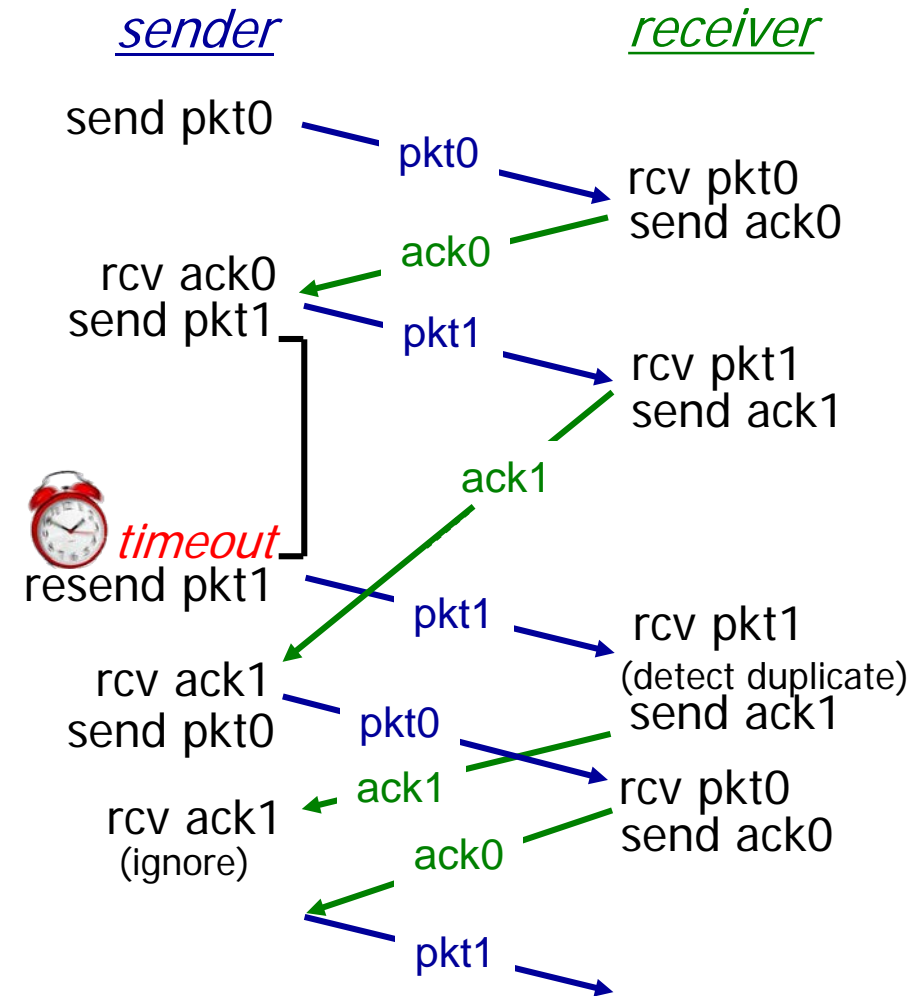 sender receiver
send pkt0
pkt0
rcv pkt0
send ack0
ack0
rcv ack0
send pkt1
pkt1
rcv pkt1
send ack1
ack1
timeout
resend pkt1
pkt1
rcv pkt1
(detect duplicate)
send ack1
rcv ack1
send pkt0
pkt0
ack1
rcv pkt0
send ack0
rcv ack1
(ignore)
ack0
pkt1